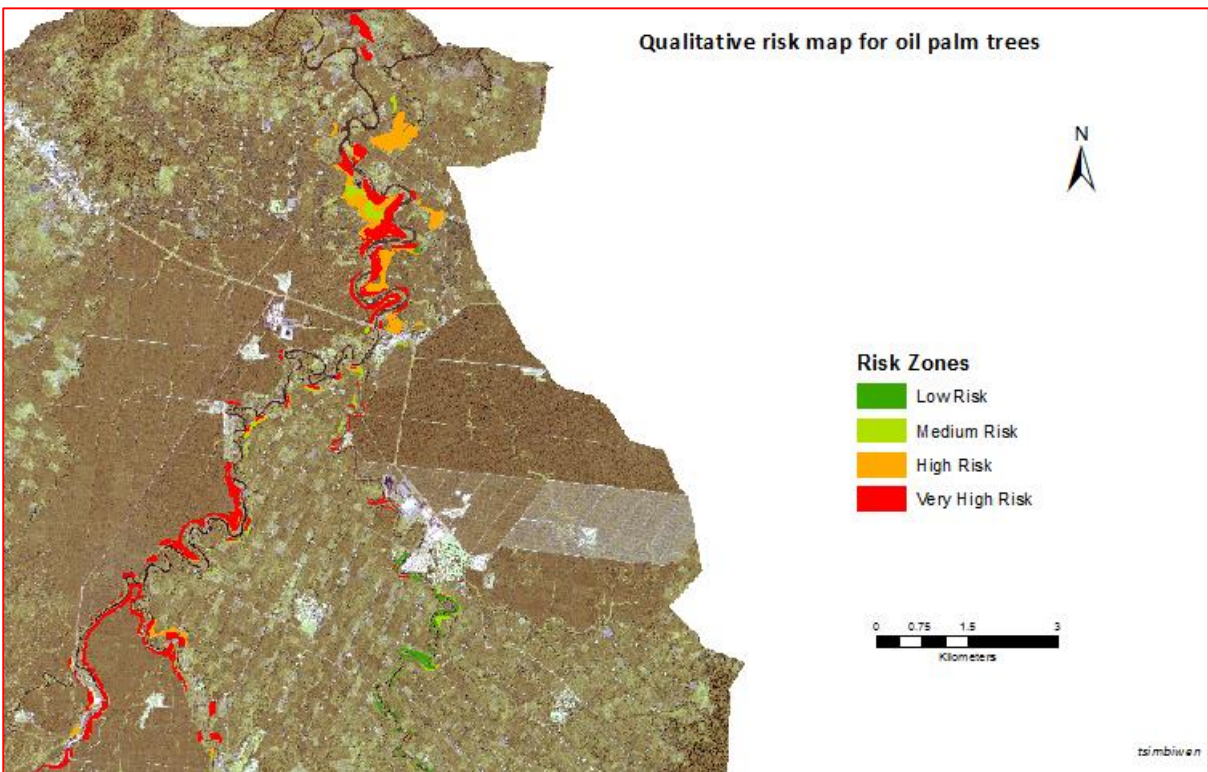 Qualitative risk map for oil palm trees
N
Risk Zones
Low Risk
Medium Risk
High Risk
Very High Risk
0 0.75 1.5 3
Kilometers
tsimbiwen